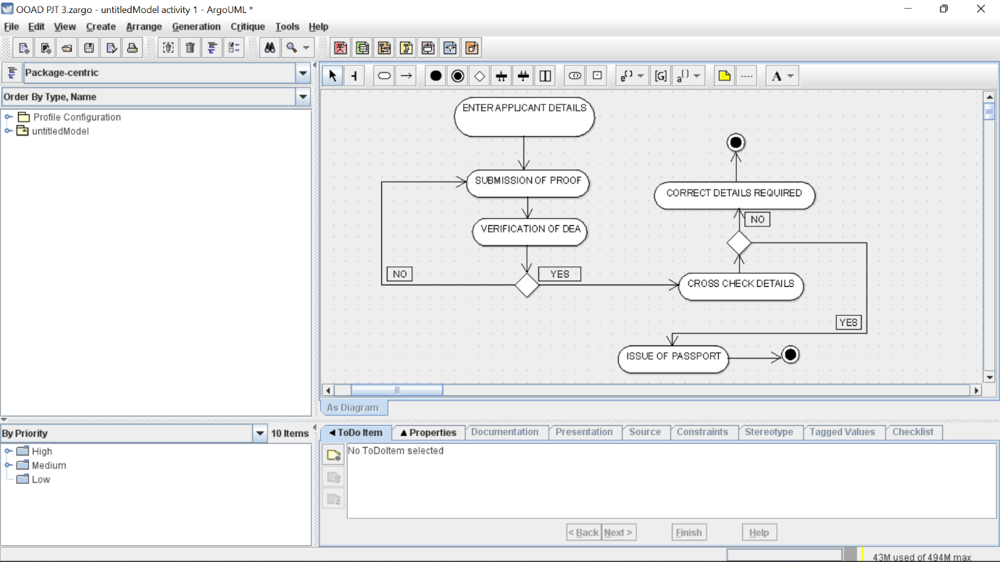 OOAD PJT 3.zargo - untitledModel activity 1 - ArgoUML *
File Edit View Create Arrange Generation Critique Tools Help
Package-centric
Order By Type, Name
Profile Configuration
untitledModel
e() [G] a() A
ENTER APPLICANT DETAILS
SUBMISSION OF PROOF
CORRECT DETAILS REQUIRED
NO
VERIFICATION OF DEA
NO
YES
CROSS CHECK DETAILS
YES
ISSUE OF PASSPORT
As Diagram
By Priority
10 Items
High
Medium
Low
ToDo Item Properties Documentation Presentation Source Constraints Stereotype Tagged Values Checklist
No ToDoItem selected
< Back Next > Finish Help
43M used of 494M max